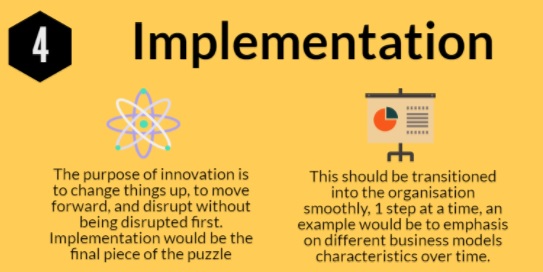 4
Implementation
The purpose of innovation is
to change things up, to move
forward, and disrupt without
being disrupted first.
Implementation would be the
final piece of the puzzle
This should be transitioned
into the organisation
smoothly, 1 step at a time, an
example would be to emphasis
on different business models
characteristics over time.